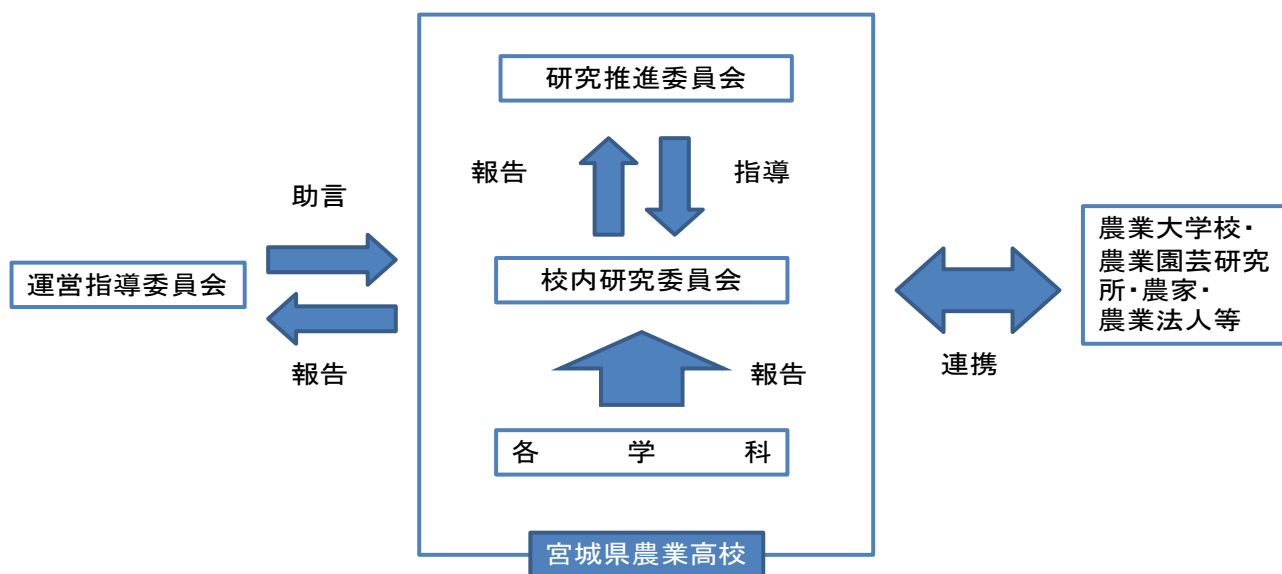 研究推進委員会
報告
指導
助言
運営指導委員会
校内研究委員会
農業大学校・
農業園芸研究
所・農家・
農業法人等
報告
報告
連携
各学科
宮城県農業高校